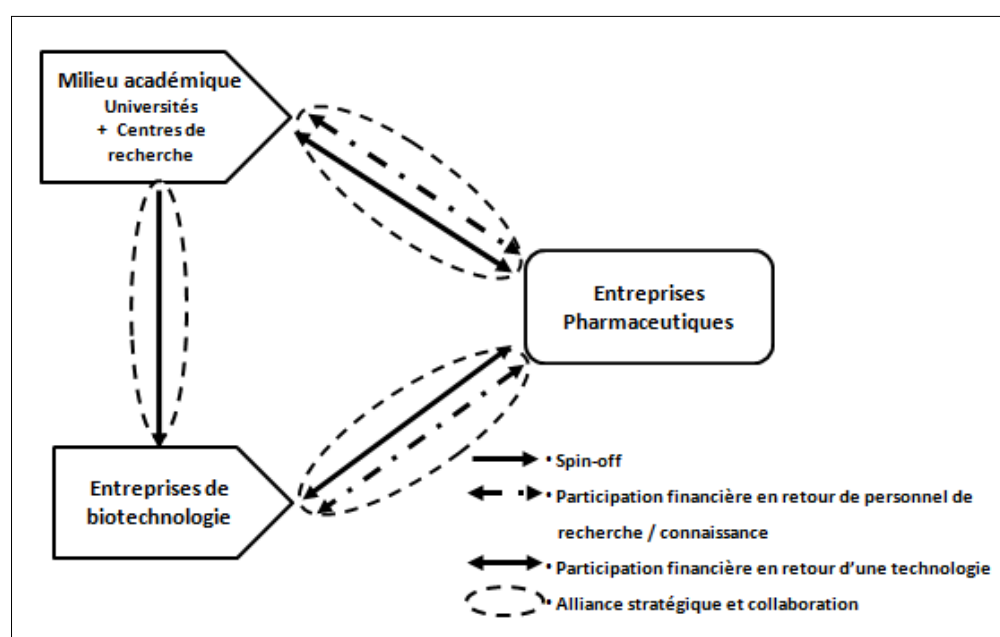 Milieu académique
Universités
+ Centres de
recherche
Entreprises
Pharmaceutiques
Entreprises de
biotechnologie
• Spin-off
• Participation financière en retour de personnel de
recherche / connaissance
• Participation financière en retour d'une technologie
• Alliance stratégique et collaboration